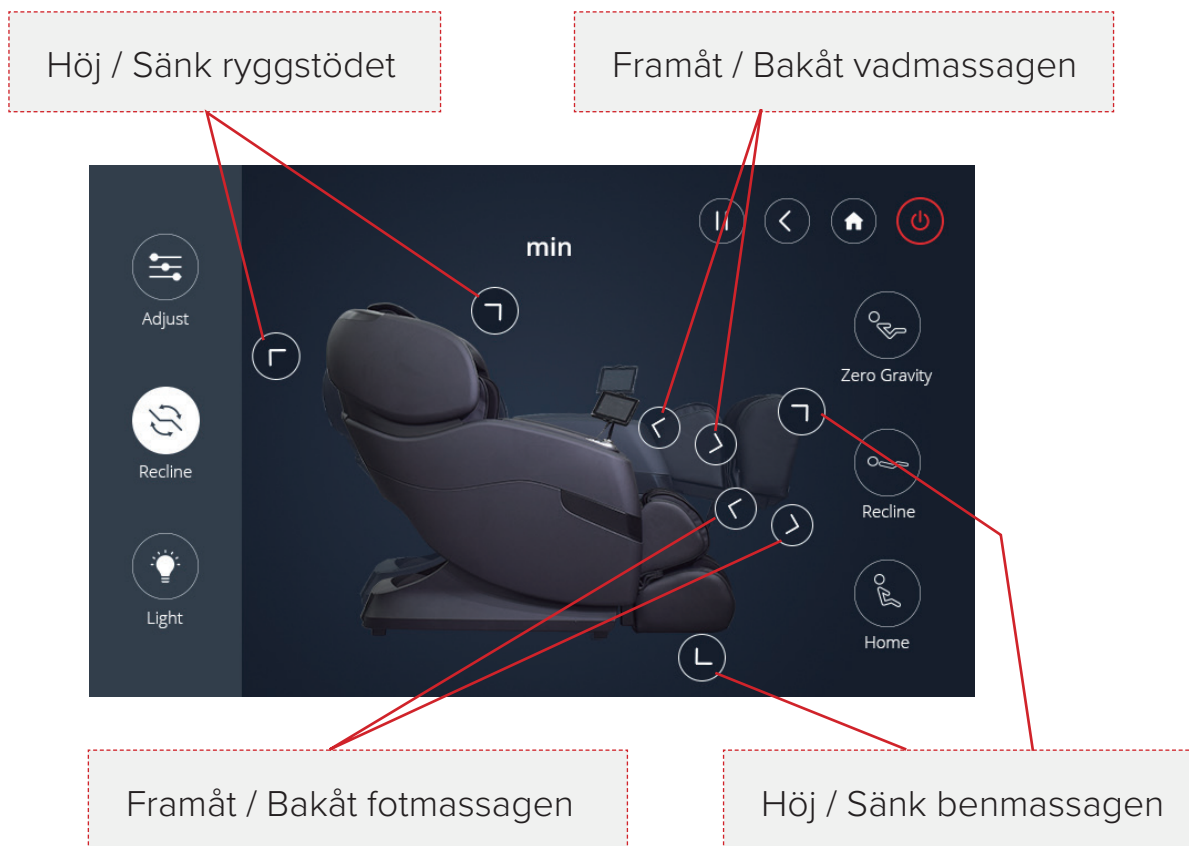 Höj / Sänk ryggstödet
Framåt / Bakåt vadmassagen
min
Adjust
Zero Gravity
Recline
Recline
Light
Home
Framåt / Bakåt fotmassagen
Höj / Sänk benmassagen